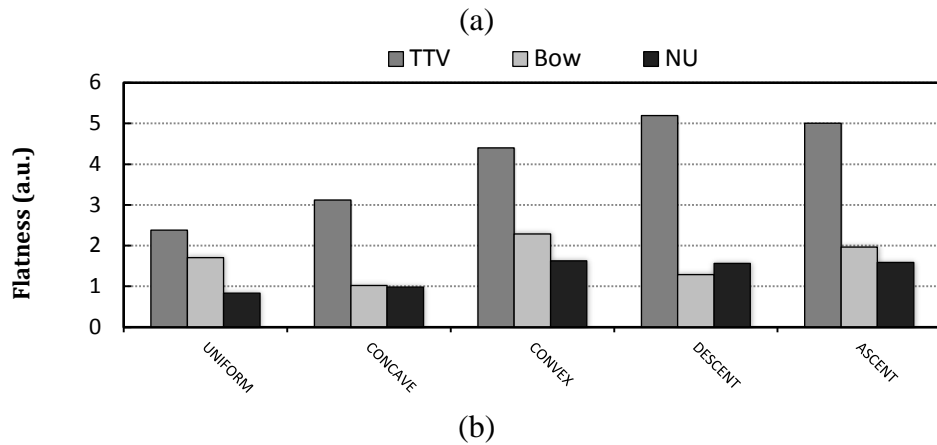 (a)
TTV Bow NU
6
5
4
3
2
1
0
Flatness (a.u.)
UNIFORM CONCAVE CONVEX DESCENT ASCENT
(b)